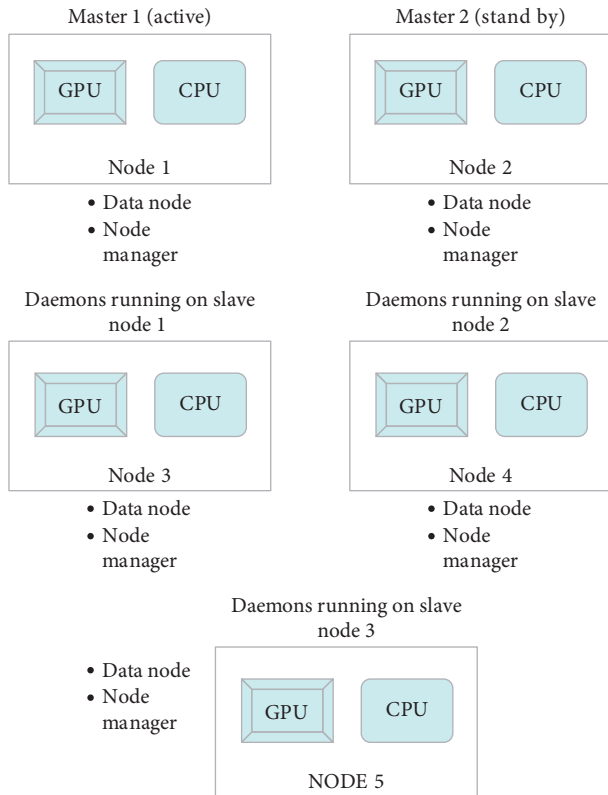 Master 1 (active)
Master 2 (stand by)
GPU
CPU
GPU
CPU
Node 1
Node 2
• Data node
• Node
manager
• Data node
• Node
manager
Daemons running on slave
node 1
Daemons running on slave
node 2
GPU
CPU
GPU
CPU
Node 3
Node 4
• Data node
• Node
manager
• Data node
• Node
manager
Daemons running on slave
node 3
• Data node
• Node
manager
GPU
CPU
NODE 5